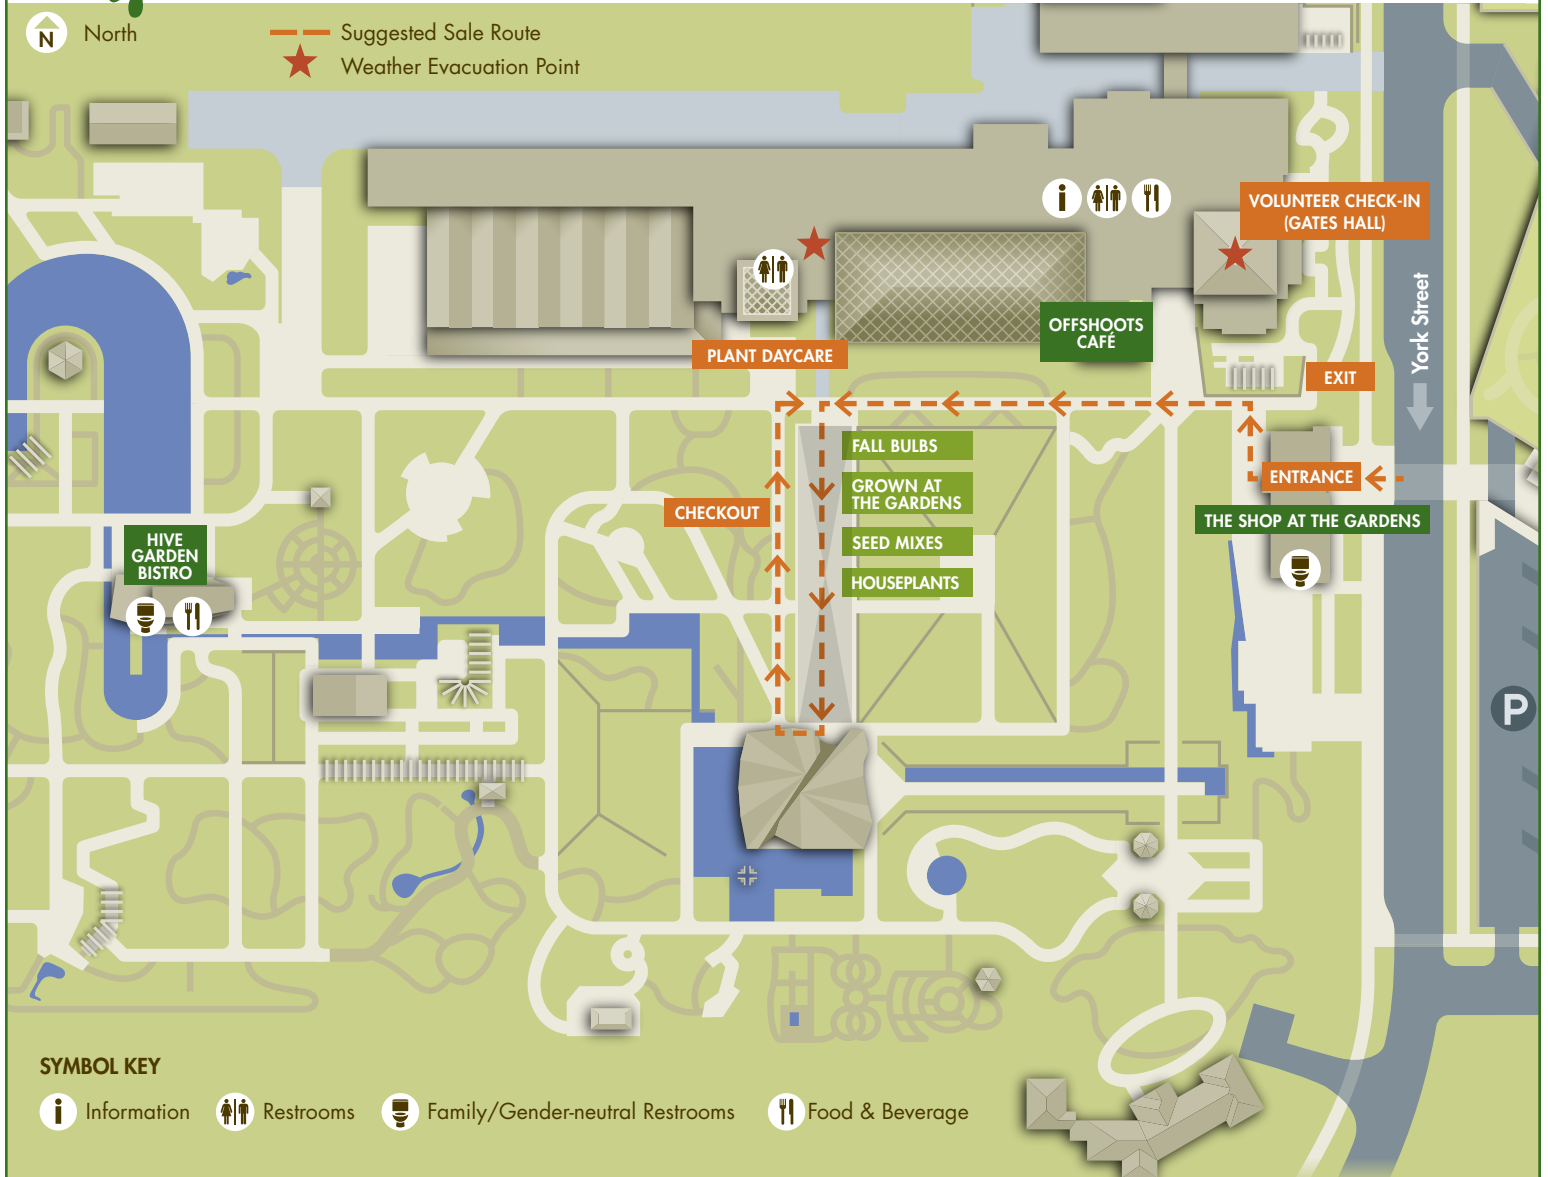 N
North
Suggested Sale Route
Weather Evacuation Point
VOLUNTEER CHECK-IN
(GATES HALL)
York Street
OFFSHOOTS
CAFÉ
PLANT DAYCARE
EXIT
FALL BULBS
GROWN AT
THE GARDENS
CHECKOUT
SEED MIXES
HOUSEPLANTS
ENTRANCE
THE SHOP AT THE GARDENS
HIVE
GARDEN
BISTRO
P
SYMBOL KEY
Information
Restrooms
Family/Gender-neutral Restrooms
Food & Beverage